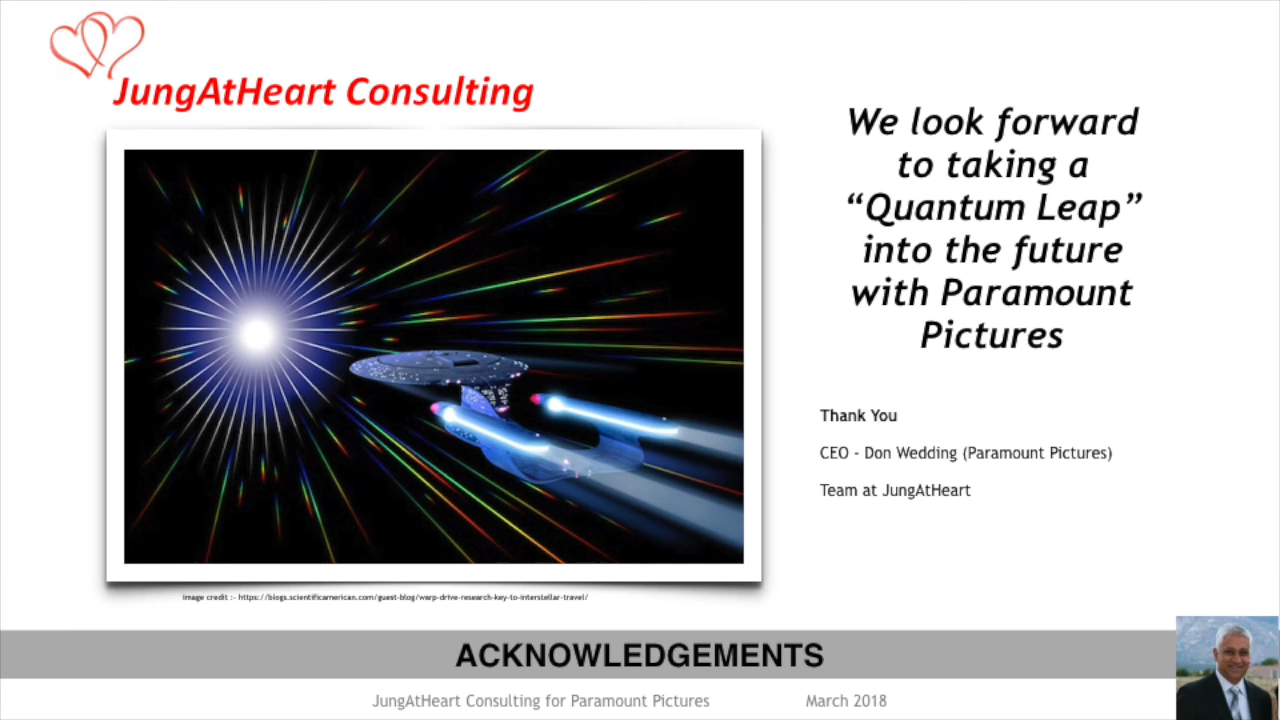 JungAtHeart Consulting
We look forward
to taking a
“Quantum Leap”
into the future
with Paramount
Pictures
Thank You
CEO - Don Wedding (Paramount Pictures)
Team at JungAtHeart
image credit :- https://blogs.scientificamerican.com/guest-blog/warp-drive-research-key-to-interstellar-travel/
ACKNOWLEDGEMENTS
JungAtHeart Consulting for Paramount Pictures March 2018